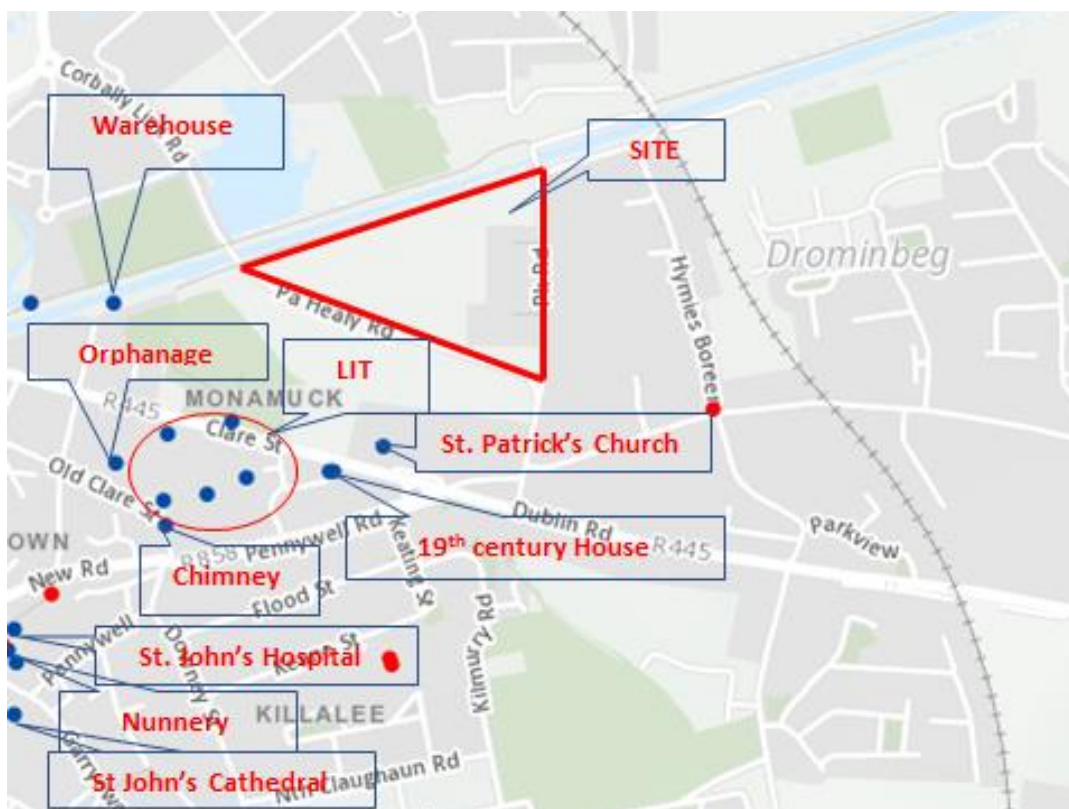 Corbally Link Rd
Warehouse
SITE
Drominbeg
Hymies Boreen
Pa Healy Rd
Orphanage
LIT
MONAMUCK
R445
Clare St
St. Patrick's Church
Old Clare St
Dublin Rd
R445
Parkview
19th century House
OWN
R858
Pennywell Rd
Keating St
Chimney
New Rd
Flood St
Pennywell
St. John's Hospital
St
Kilmurry Rd
Nunnery
KILLALEE
St John's Cathedral
Claughaun Rd